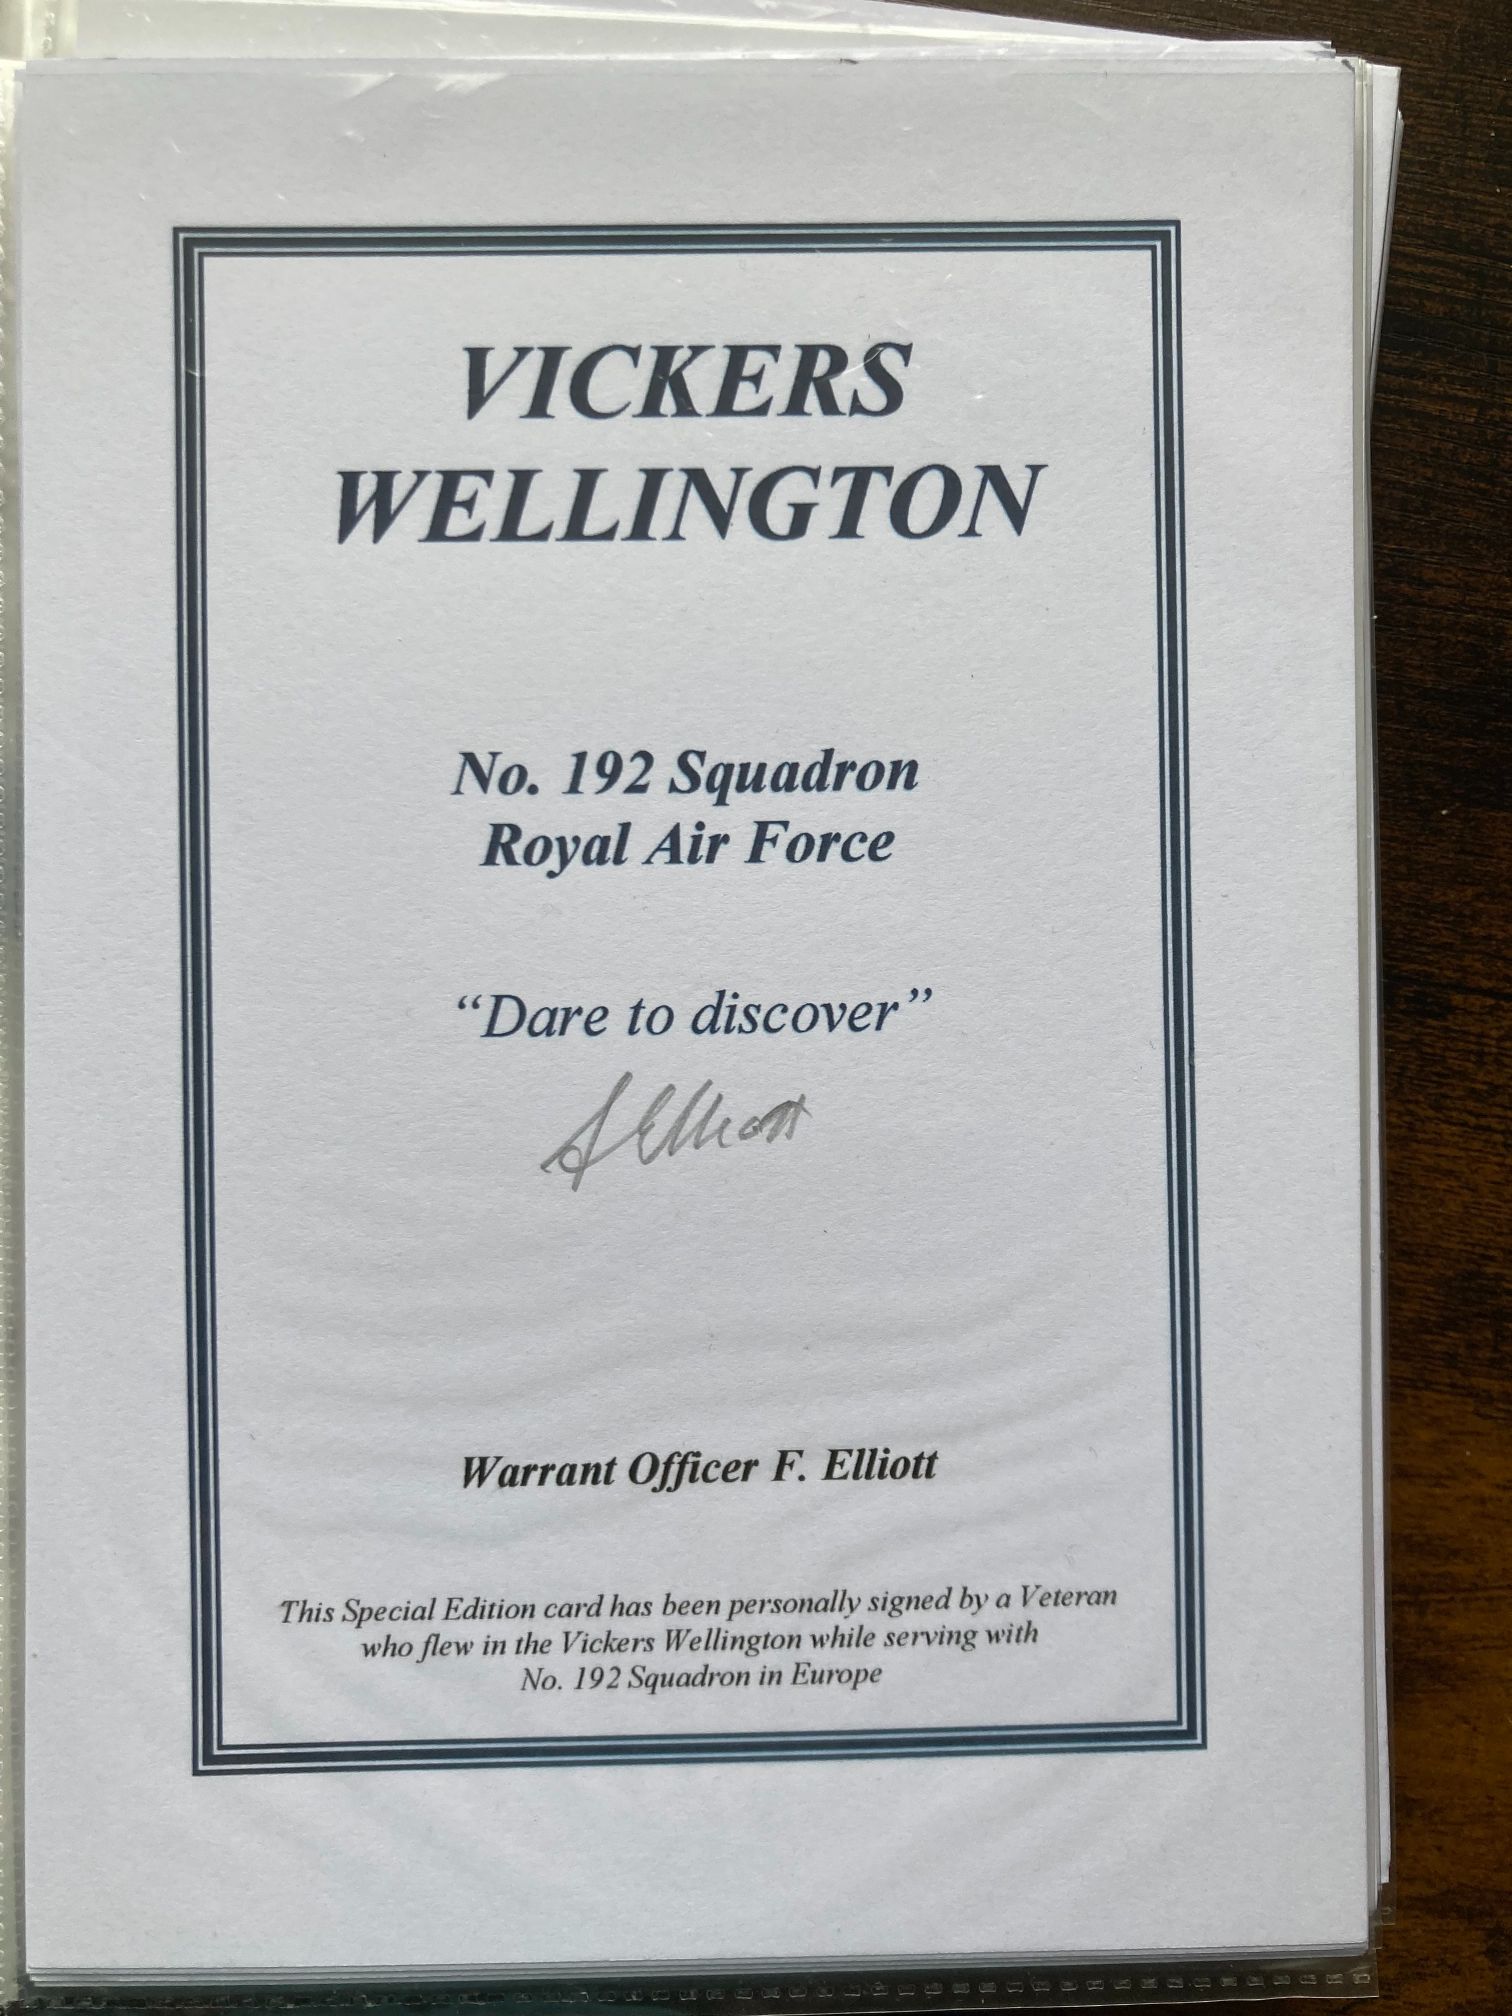 VICKERS
WELLINGTON
No. 192 Squadron
Royal Air Force
“Dare to discover”
F Elliott
Warrant Officer F. Elliott
This Special Edition card has been personally signed by a Veteran
who flew in the Vickers Wellington while serving with
No. 192 Squadron in Europe